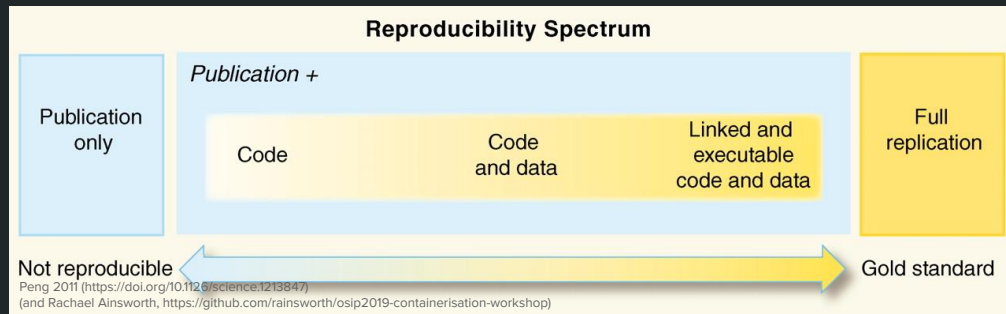 Reproducibility Spectrum
Publication +
Publication
only
Code
Code
and data
Linked and
executable
code and data
Full
replication
Not reproducible
Gold standard
Peng 2011 (https://doi.org/10.1126/science.1213847)
(and Rachael Ainsworth, https://github.com/rainsworth/osip2019-containerisation-workshop)